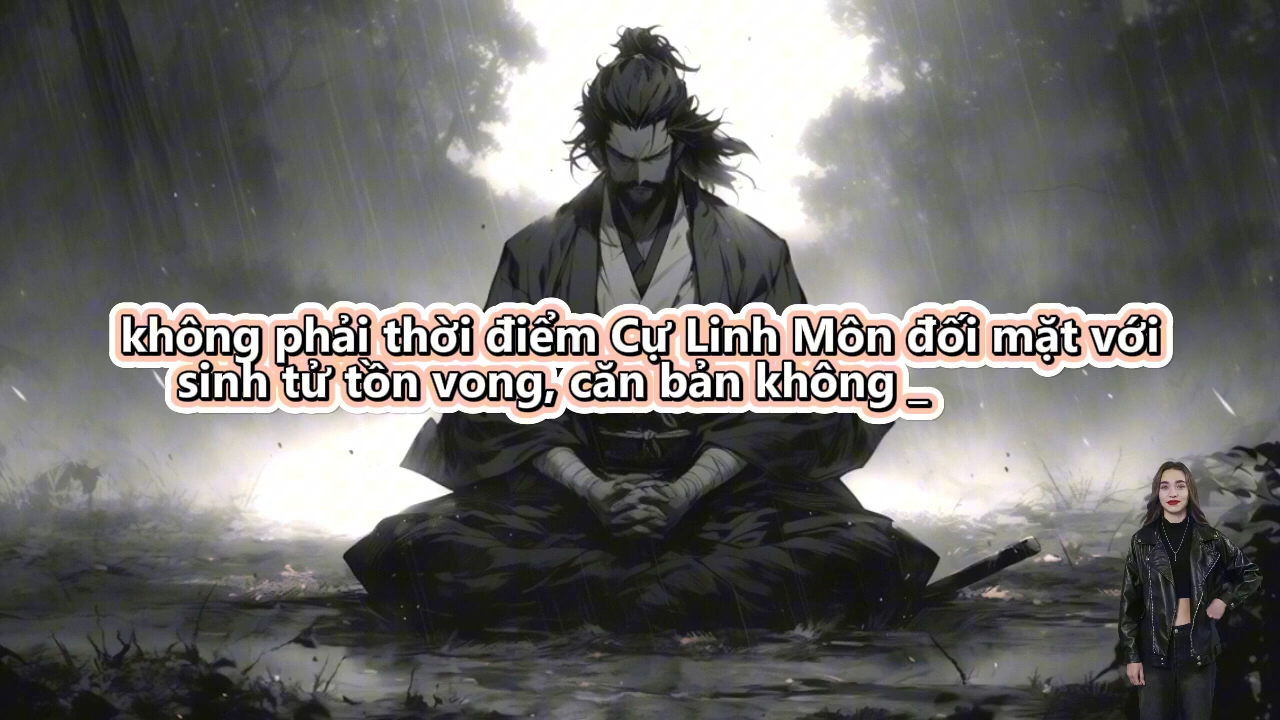 không phải thời điểm Cự Linh Môn đối mặt với
sinh tử tồn vong, căn bản không _